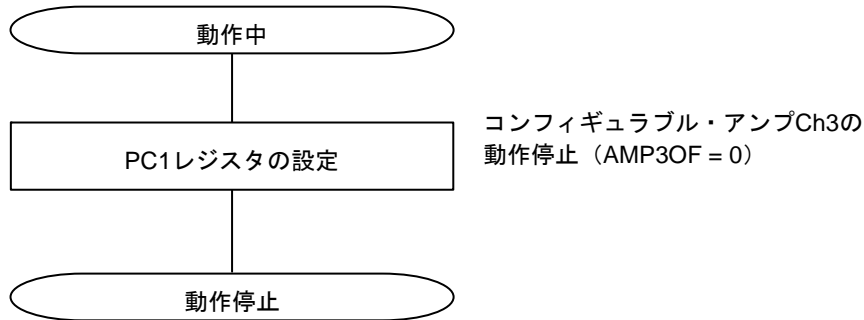 動作中
PC1レジスタの設定
コンフィギュラブル・アンプCh3の
動作停止（AMP3OF = 0）
動作停止